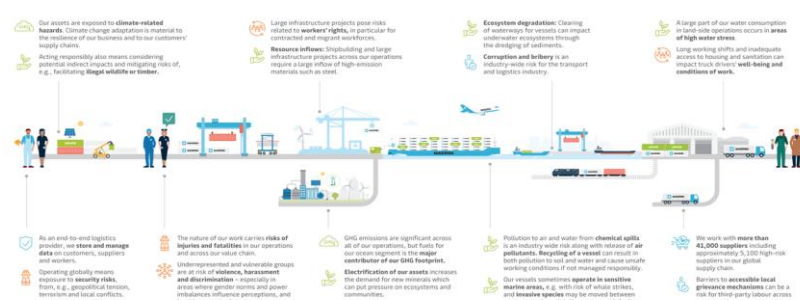 Our assets are exposed to climate-related
hazards. Climate change adaptation is material to
the resilience of our business and to our customers'
supply chains.
Acting responsibly also means considering
potential indirect impacts and mitigating risks of,
e.g., facilitating illegal wildlife or timber.
Large infrastructure projects pose risks
related to workers' rights, in particular for
contracted and migrant workforces.
Resource inflows: Shipbuilding and large
infrastructure projects across our operations
require a large inflow of high-emission
materials such as steel.
Ecosystem degradation: Clearing
of waterways for vessels can impact
underwater ecosystems through
the dredging of sediments.
Corruption and bribery is an
industry-wide risk for the transport
and logistics industry.
A large part of our water consumption
in land-side operations occurs in areas
of high water stress.
Long working shifts and inadequate
access to housing and sanitation can
impact truck drivers' well-being and
conditions of work.
MAERSK
As an end-to-end logistics
provider, we store and manage
data on customers, suppliers
and workers.
Operating globally means
exposure to security risks,
from, e.g., geopolitical tension,
terrorism and local conflicts.
The nature of our work carries risks of
injuries and fatalities in our operations
and across our value chain.
Underrepresented and vulnerable groups
are at risk of violence, harassment
and discrimination – especially in
areas where gender norms and power
imbalances influence perceptions, and
GHG emissions are significant across
all of our operations, but fuels for
our ocean segment is the major
contributor of our GHG footprint.
Electrification of our assets increases
the demand for new minerals which
can put pressure on ecosystems and
communities.
Pollution to air and water from chemical spills
is an industry wide risk along with release of air
pollutants. Recycling of a vessel can result in
both pollution to soil and water and cause unsafe
working conditions if not managed responsibly.
Our vessels sometimes operate in sensitive
marine areas, e.g. with risk of whale strikes,
and invasive species may be moved between
We work with more than
41,000 suppliers including
approximately 5,100 high-risk
suppliers in our global
supply chain.
Barriers to accessible local
grievance mechanisms can be a
risk for third-party labour across